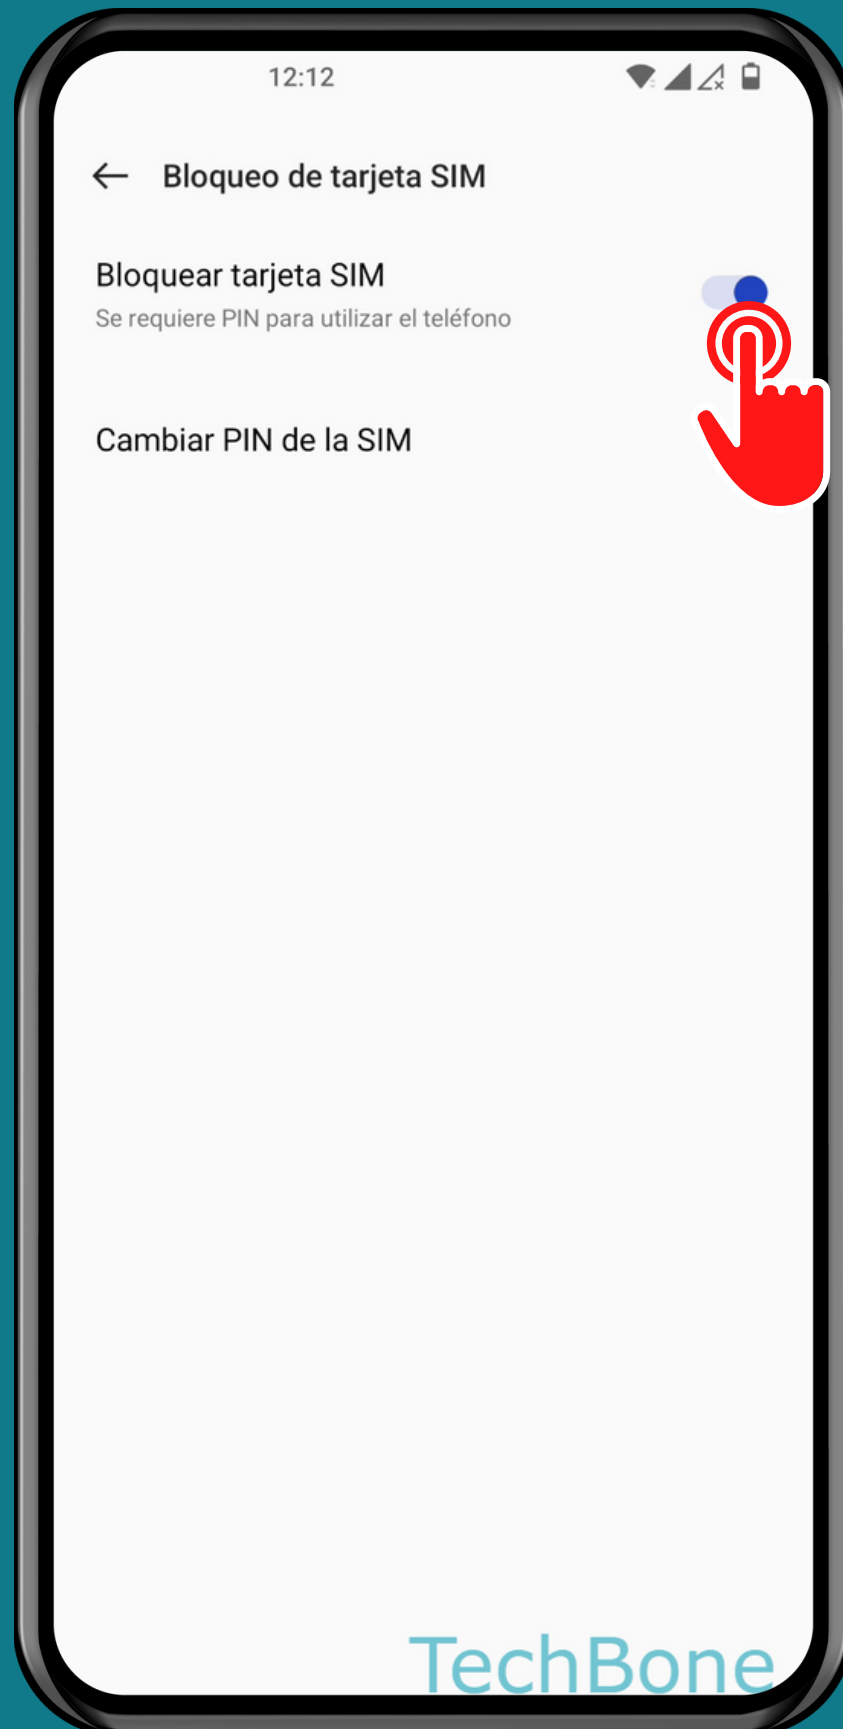 12:12
Bloqueo de tarjeta SIM
Bloquear tarjeta SIM
Se requiere PIN para utilizar el teléfono
Cambiar PIN de la SIM
TechBone